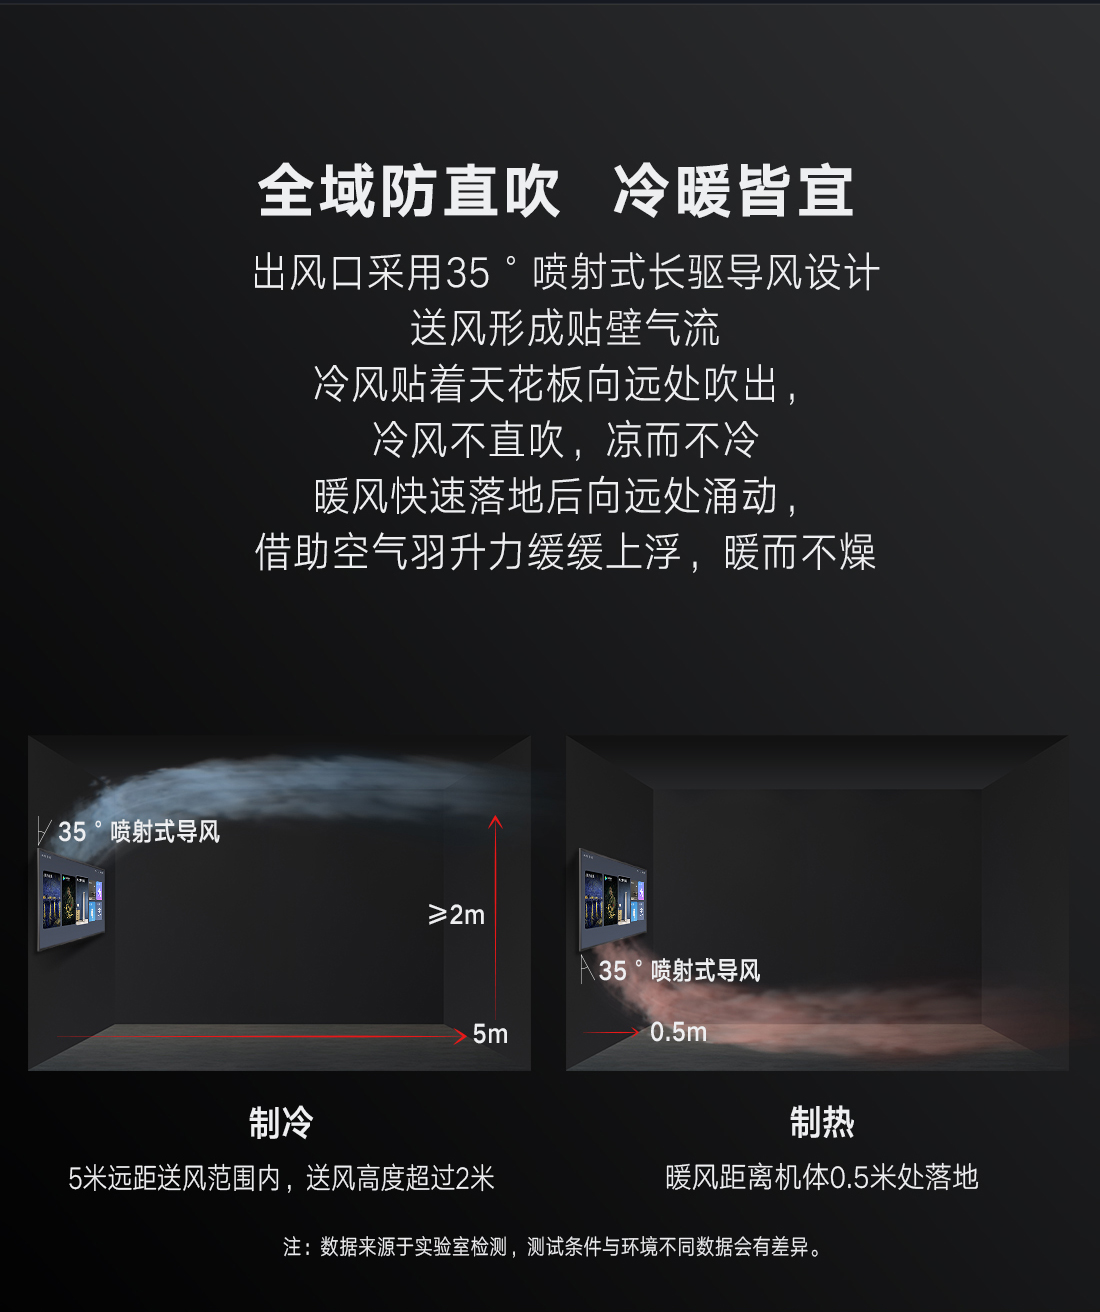 全域防直吹 冷暖皆宜
出风口采用35°喷射式长驱导风设计
送风形成贴壁气流
冷风贴着天花板向远处吹出，
冷风不直吹，凉而不冷
暖风快速落地后向远处涌动，
借助空气羽升力缓缓上浮，暖而不燥
35°喷射式导风
≥2m
5m
35°喷射式导风
0.5m
制冷
制热
5米远距送风范围内，送风高度超过2米
暖风距离机体0.5米处落地
注：数据来源于实验室检测，测试条件与环境不同数据会有差异。